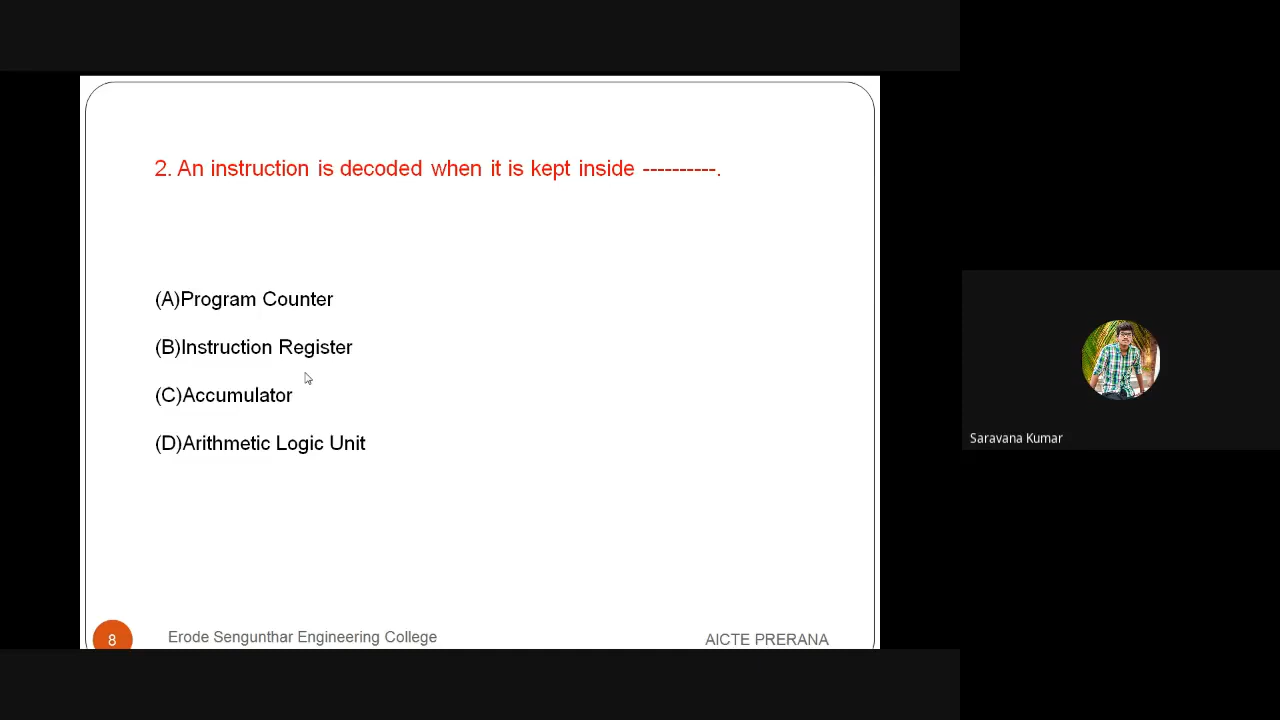 2. An instruction is decoded when it is kept inside ----------.
(A)Program Counter
(B)Instruction Register
(C)Accumulator
(D)Arithmetic Logic Unit
Saravana Kumar
8 Erode Sengunthar Engineering College AICTE PRERANA